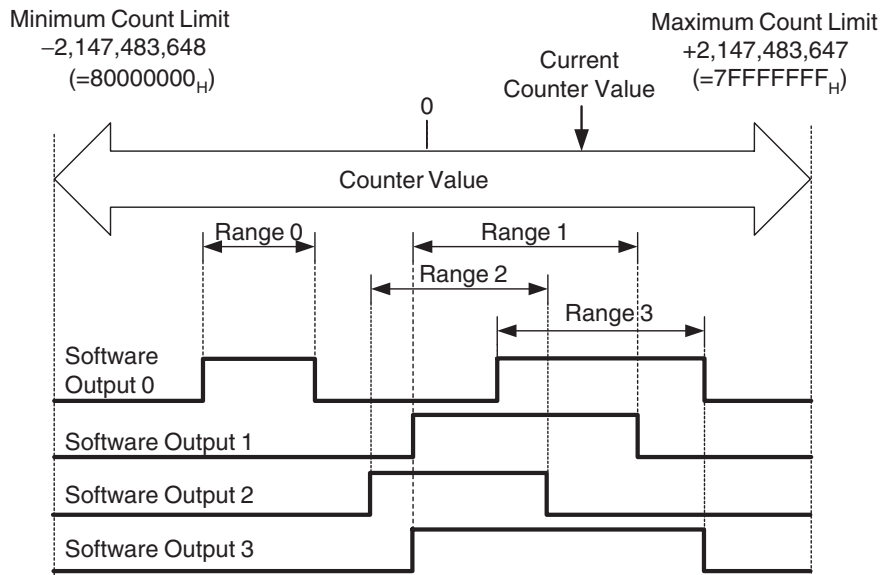 Minimum Count Limit
−2,147,483,648
(=80000000H)
Maximum Count Limit
+2,147,483,647
(=7FFFFFFFH)
Current
Counter Value
0
Counter Value
Range 0
Range 1
Range 2
Range 3
Software
Output 0
Software Output 1
Software Output 2
Software Output 3